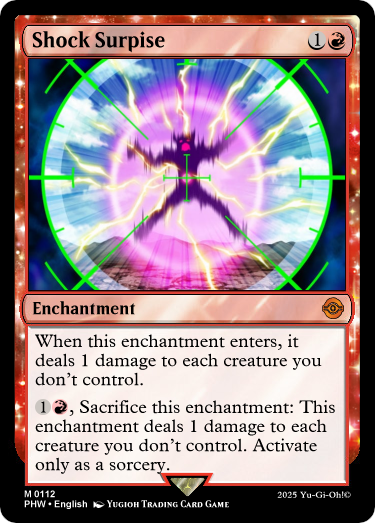 Shock Surpise 1
Enchantment
When this enchantment enters, it
deals 1 damage to each creature you
don't control.
1, Sacrifice this enchantment: This
enchantment deals 1 damage to each
creature you don't control. Activate
only as a sorcery.
M 0112
PHW • English Yugioh Trading Card Game
2025 Yu-Gi-Oh!©